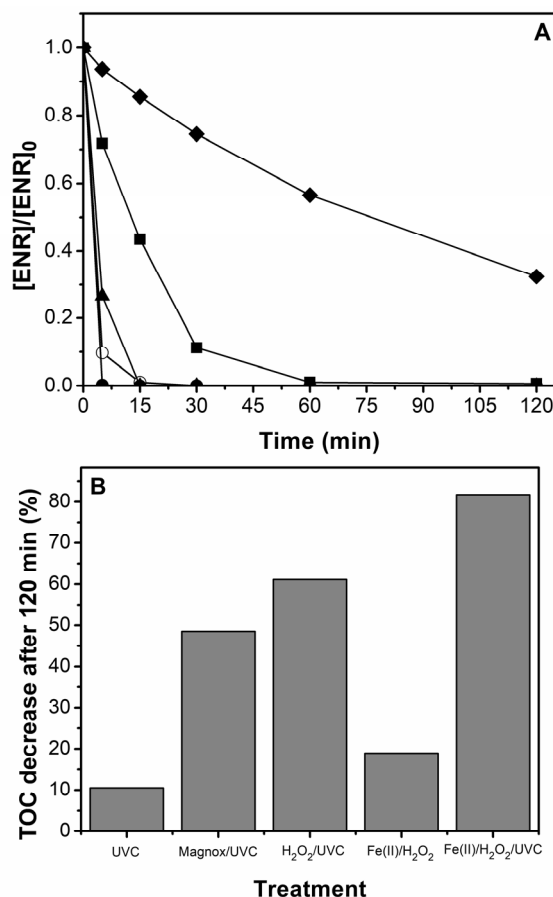 A
[ENR]/[ENR]0
1.0
0.8
0.6
0.4
0.2
0.0
0 15 30 45 60 75 90 105 120
Time (min)
B
TOC decrease after 120 min (%)
80
70
60
50
40
30
20
10
0
UVC Magnox/UVC H2O2/UVC Fe(II)/H2O2 Fe(II)/H2O2/UVC
Treatment